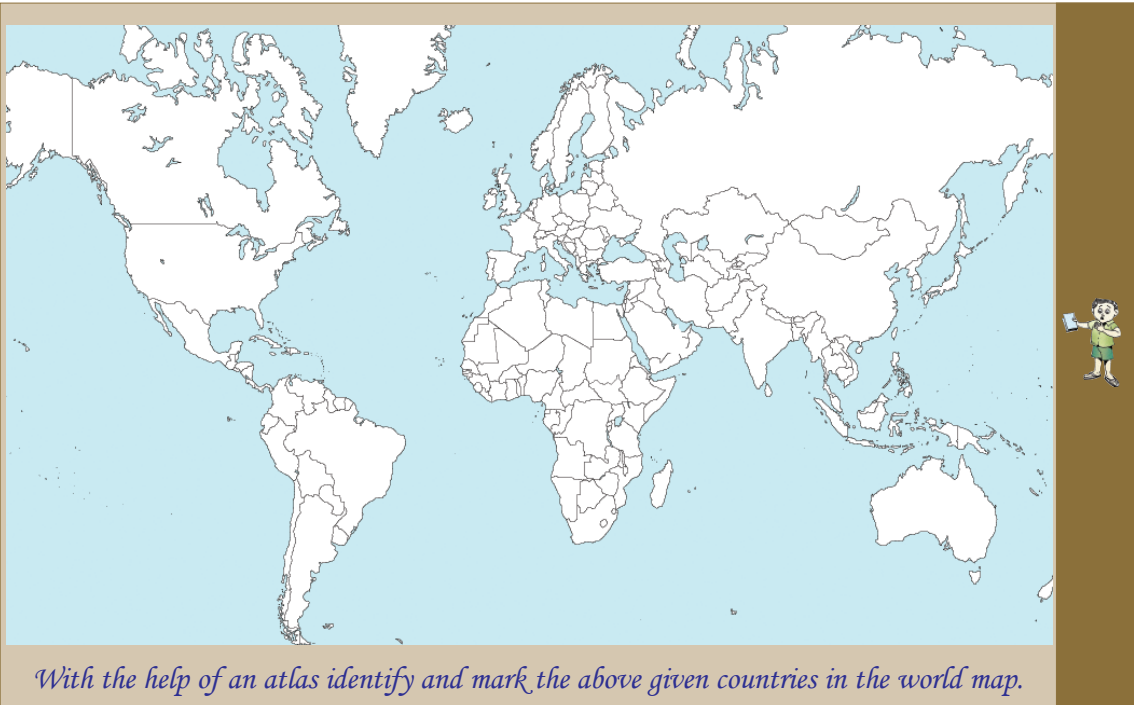 With the help of an atlas identify and mark the above given countries in the world map.